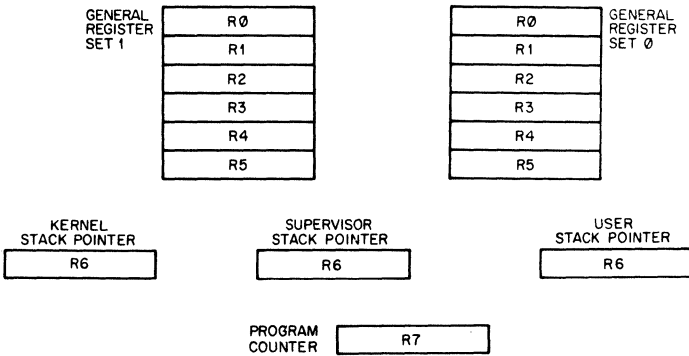 GENERAL
REGISTER
SET 1
RØ
R1
R2
R3
R4
R5
RØ
R1
R2
R3
R4
R5
GENERAL
REGISTER
SET Ø
KERNEL
STACK POINTER
R6
SUPERVISOR
STACK POINTER
R6
USER
STACK POINTER
R6
PROGRAM
COUNTER
R7